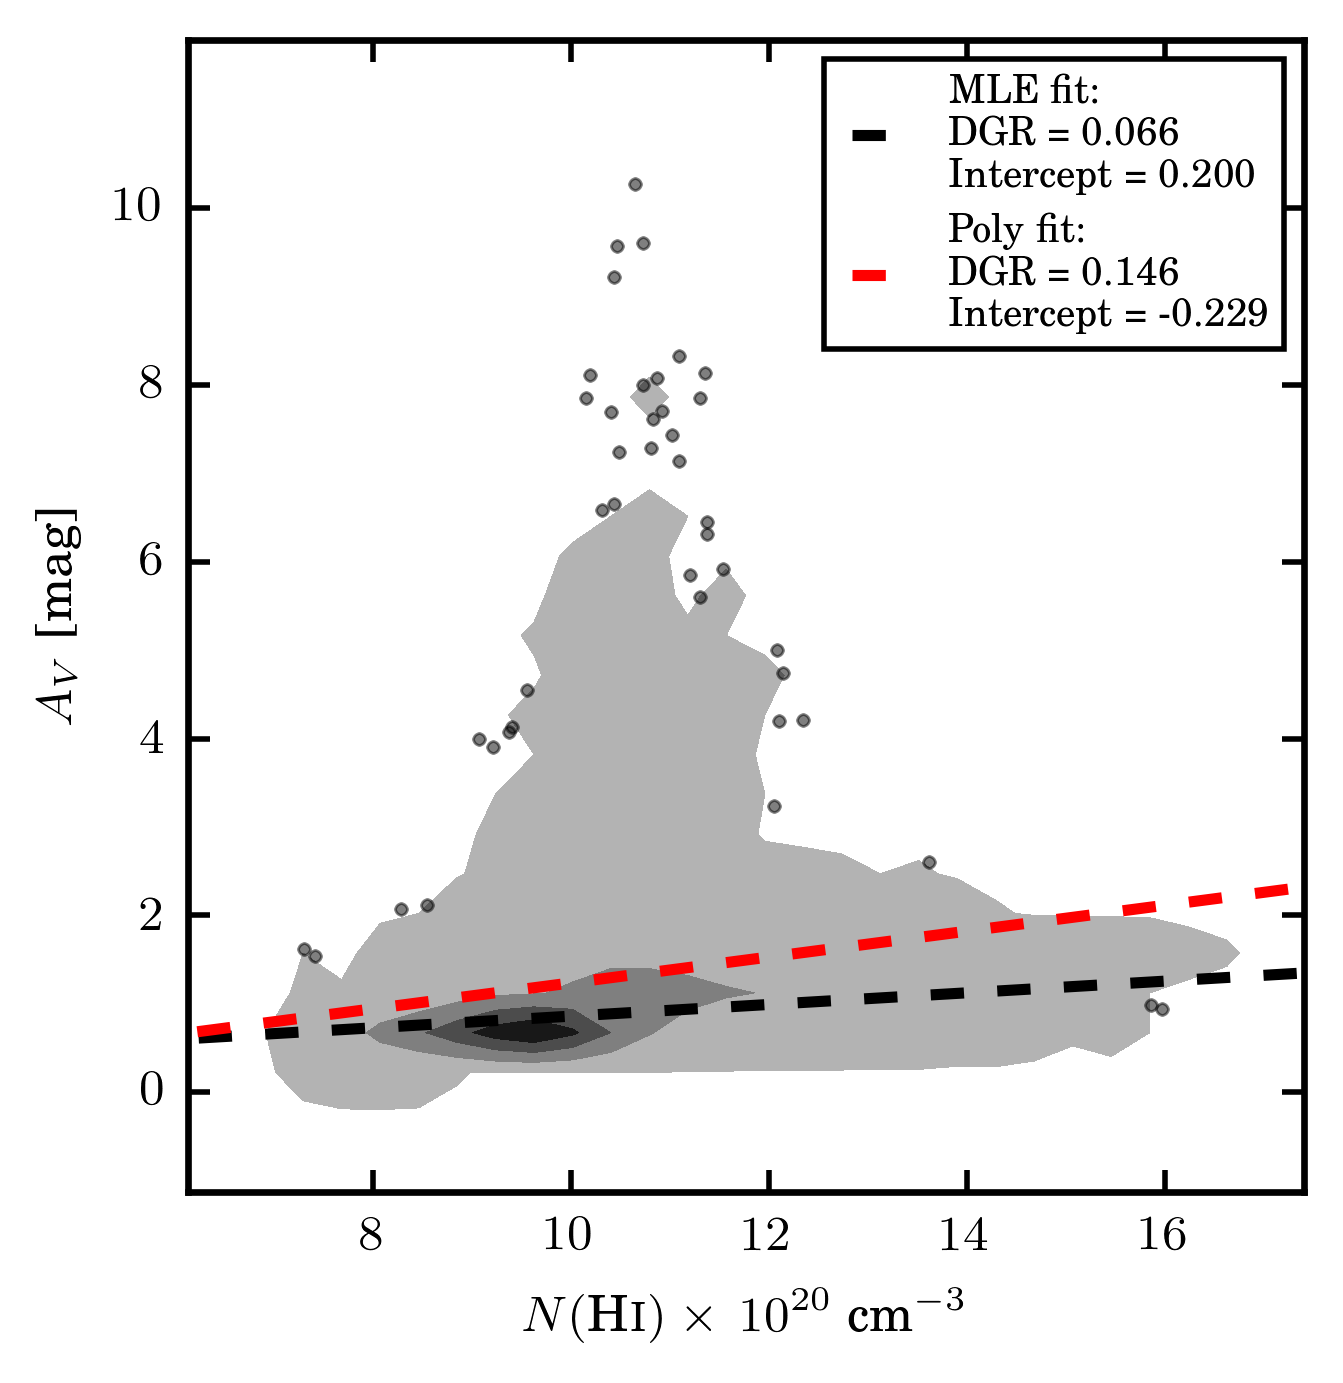 MLE fit:
DGR = 0.066
Intercept = 0.200
Poly fit:
DGR = 0.146
Intercept = -0.229
10
8
6
4
2
0
A_V [mag]
8 10 12 14 16
N(HI) × 10^20 cm^−3